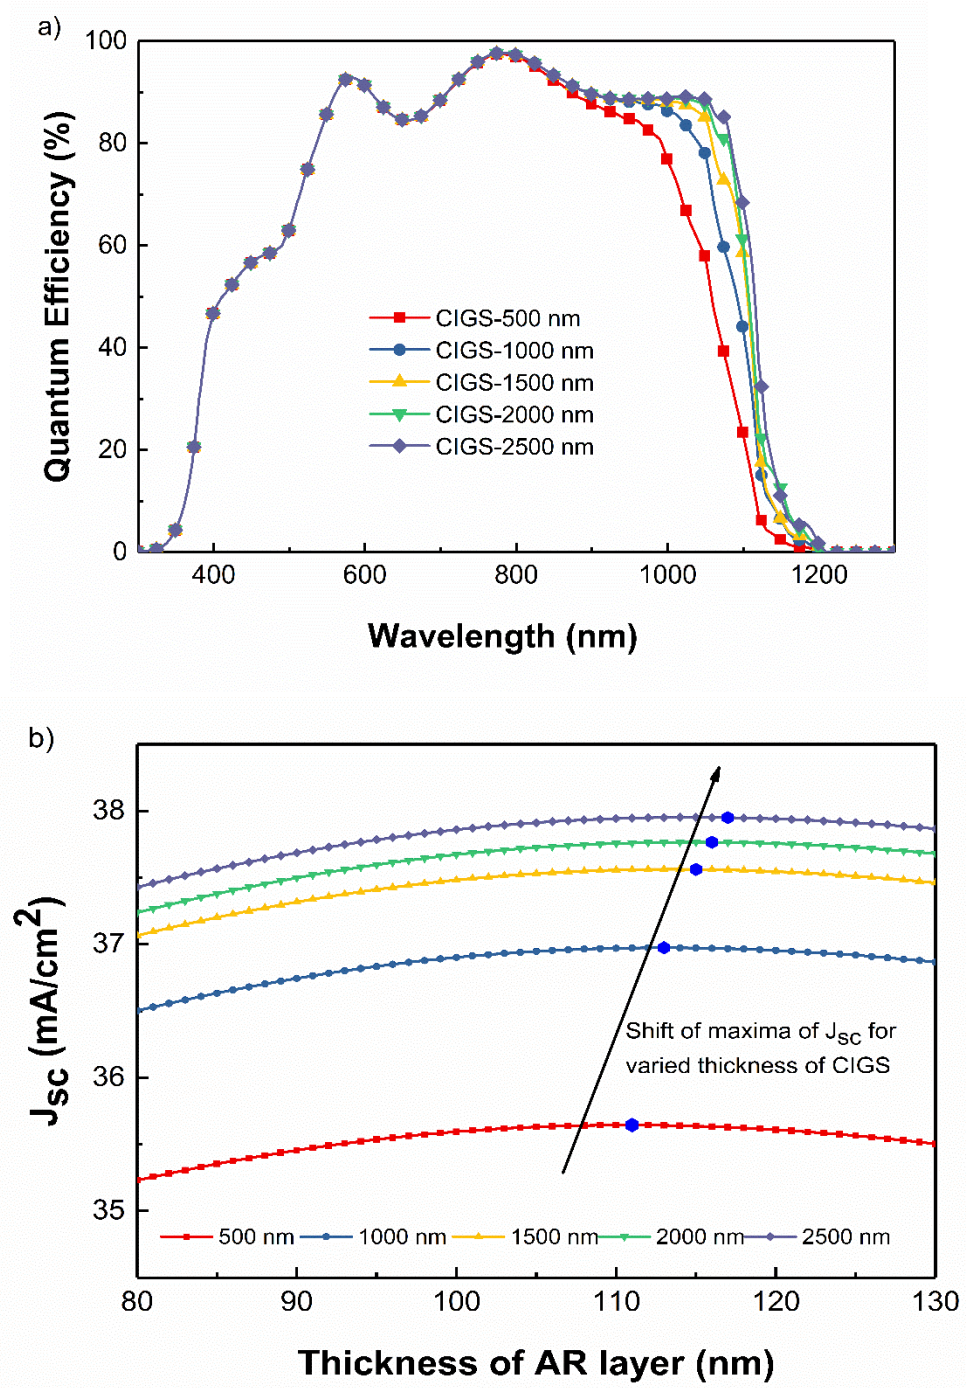 a)
100
80
60
40
20
0
Quantum Efficiency (%)
CIGS-500 nm
CIGS-1000 nm
CIGS-1500 nm
CIGS-2000 nm
CIGS-2500 nm
400 600 800 1000 1200
Wavelength (nm)
b)
38
37
36
35
Jsc (mA/cm²)
Shift of maxima of JSC for
varied thickness of CIGS
500 nm 1000 nm 1500 nm 2000 nm 2500 nm
80 90 100 110 120 130
Thickness of AR layer (nm)